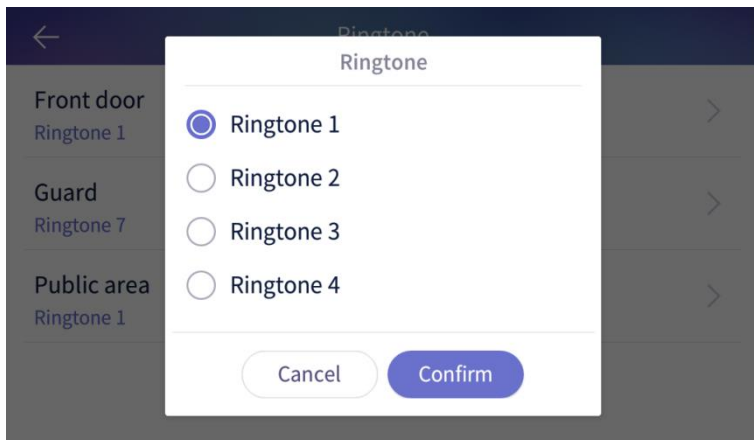 Ringtone
Ringtone
Front door
Ringtone 1
Guard
Ringtone 7
Public area
Ringtone 1
Ringtone 1
Ringtone 2
Ringtone 3
Ringtone 4
Cancel
Confirm